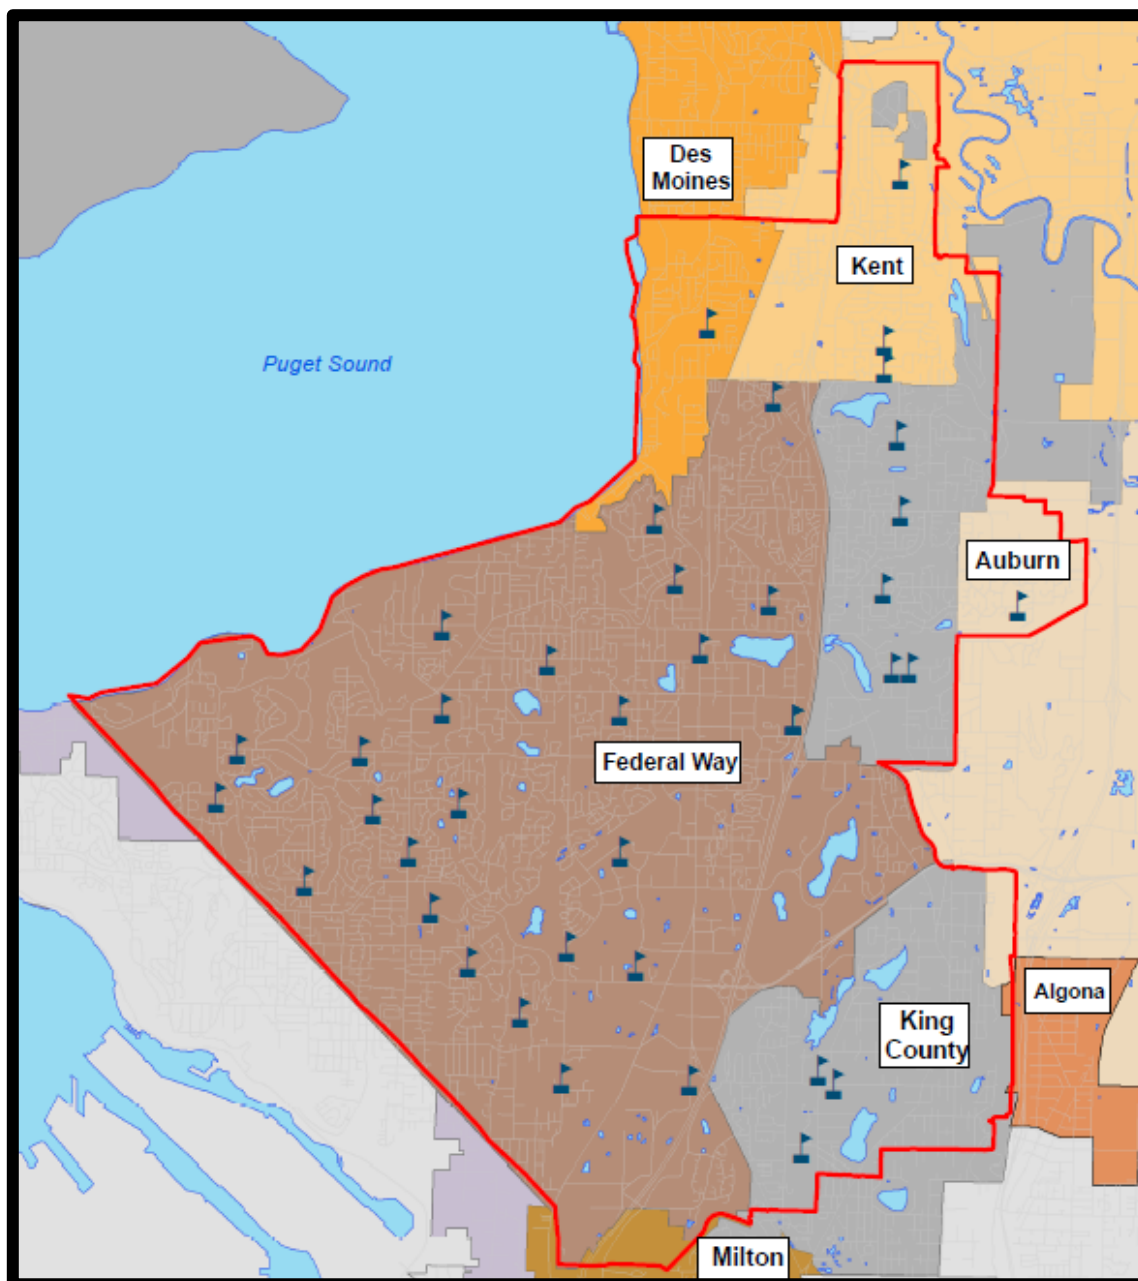 Des
Moines
Kent
Puget Sound
Auburn
Federal Way
Algona
King
County
Milton